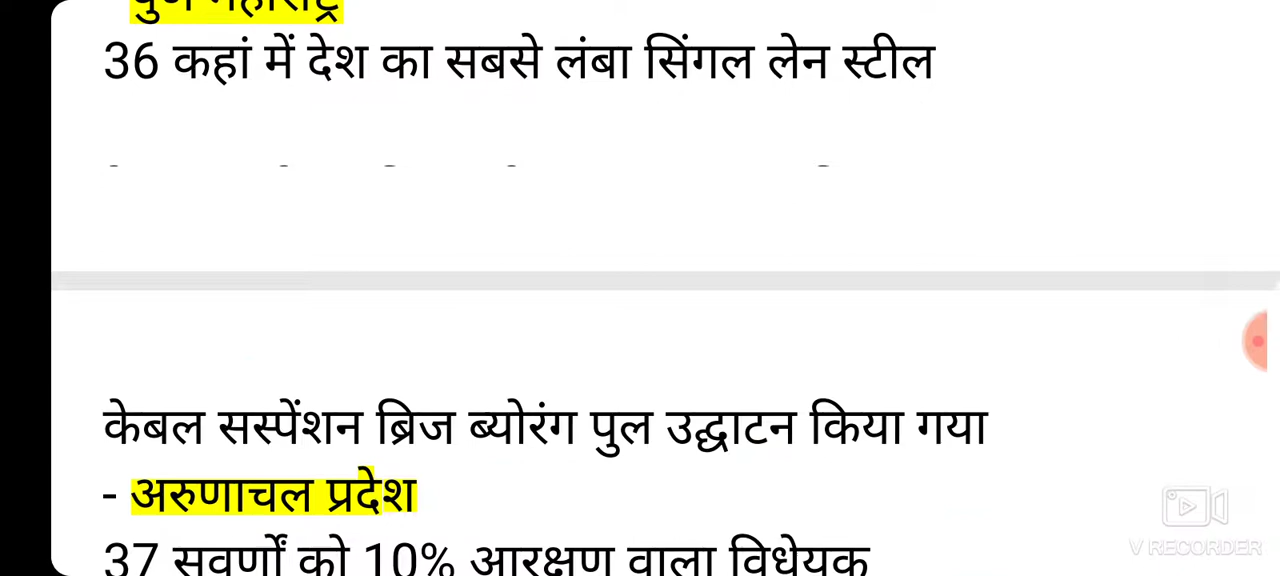 पुणे महाराष्ट्र
36 कहां में देश का सबसे लंबा सिंगल लेन स्टील
केबल सस्पेंशन ब्रिज ब्योरंग पुल उद्घाटन किया गया
- अरुणाचल प्रदेश
37 सवर्णों को 10% आरक्षण वाला विधेयक
V RECORDER